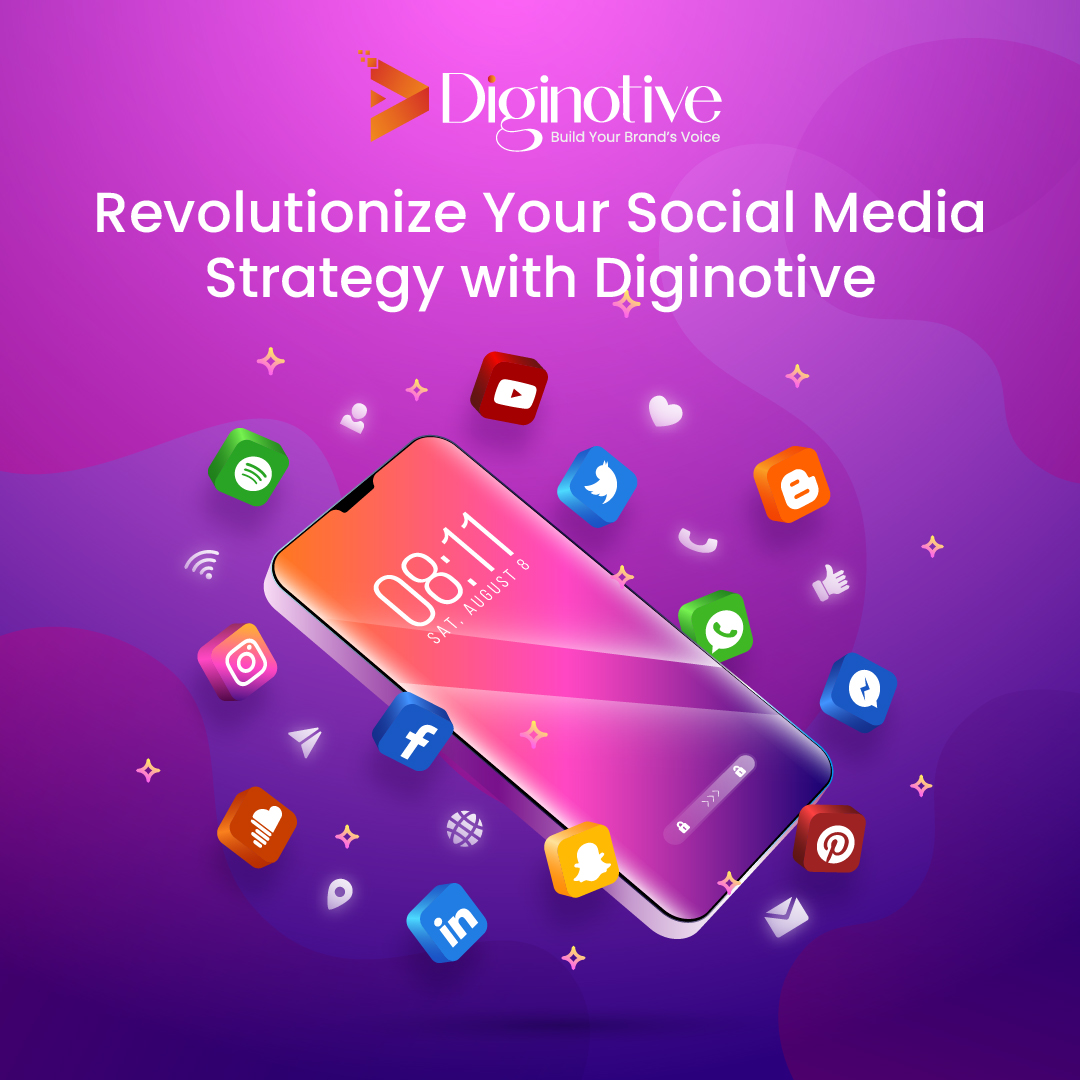 Diginotive
Build Your Brand's Voice
Revolutionize Your Social Media
Strategy with Diginotive
08:11
SAT, AUGUST 8